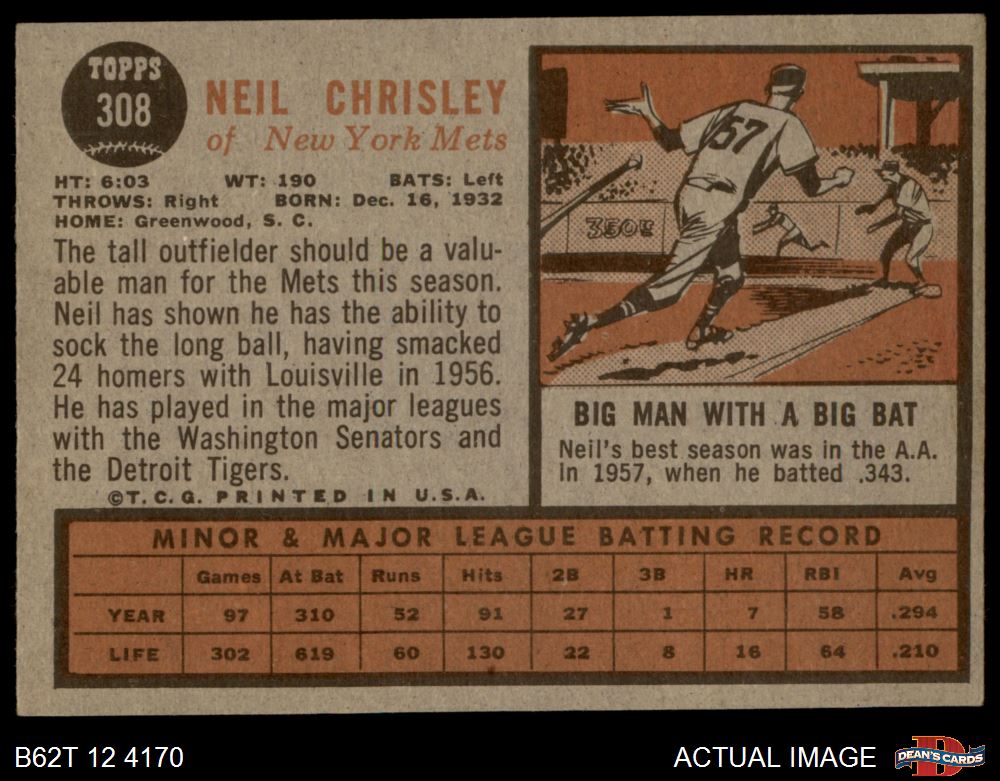 TOPPS
308
NEIL CHRISLEY
of New York Mets
HT: 6:03 WT: 190 BATS: Left
THROWS: Right BORN: Dec. 16, 1932
HOME: Greenwood, S. C.
The tall outfielder should be a valu-
able man for the Mets this season.
Neil has shown he has the ability to
sock the long ball, having smacked
24 homers with Louisville in 1956.
He has played in the major leagues
with the Washington Senators and
the Detroit Tigers.
©T.C.G. PRINTED IN U.S.A.
57
350FT
BIG MAN WITH A BIG BAT
Neil's best season was in the A.A.
in 1957, when he batted .343.
MINOR & MAJOR LEAGUE BATTING RECORD
Games At Bat Runs Hits 2B 3B HR RBI Avg
YEAR 97 310 52 91 27 1 7 58 .294
LIFE 302 619 60 130 22 8 16 64 .210
B62T 12 4170
ACTUAL IMAGE
D
DEAN'S CARDS